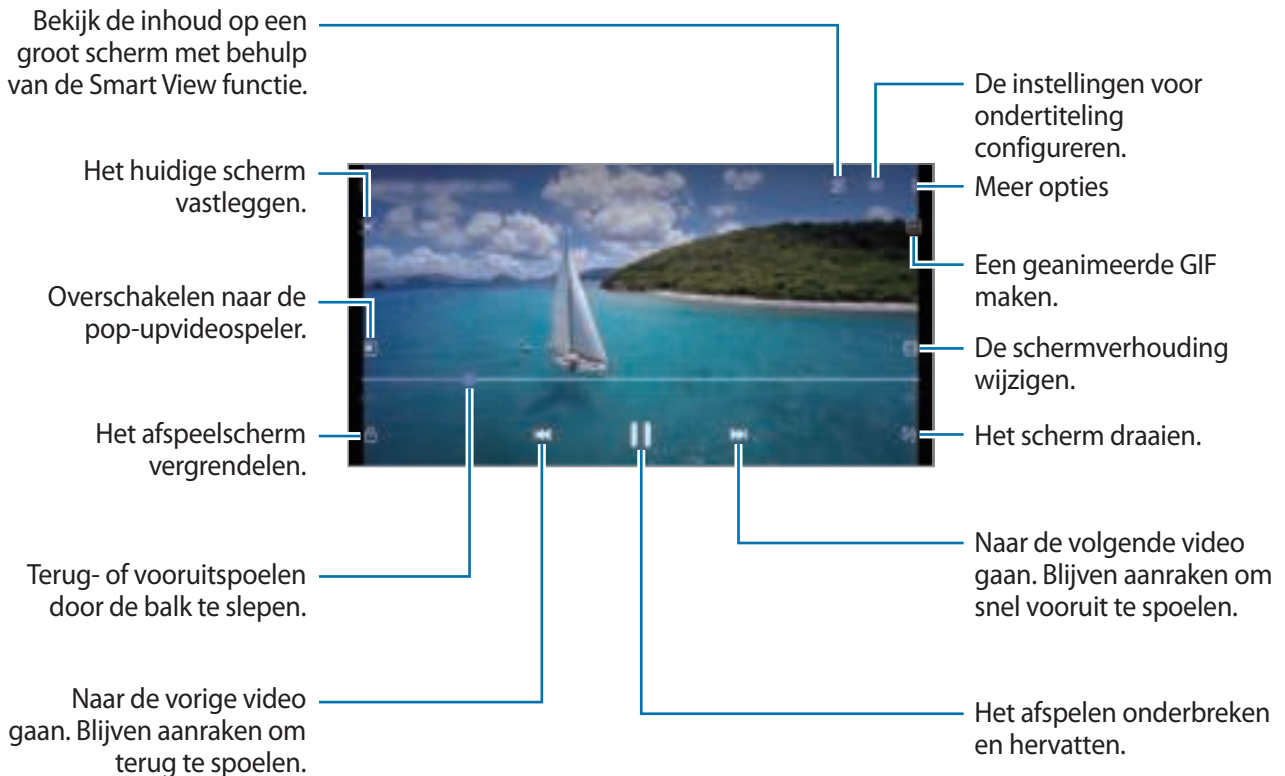 Bekijk de inhoud op een
groot scherm met behulp
van de Smart View functie.
Het huidige scherm
vastleggen.
Overschakelen naar de
pop-upvideospeler.
Het afspeelscherm
vergrendelen.
Terug- of vooruitspoelen
door de balk te slepen.
Naar de vorige video
gaan. Blijven aanraken om
terug te spoelen.
De instellingen voor
ondertiteling
configureren.
Meer opties
Een geanimeerde GIF
maken.
De schermverhouding
wijzigen.
Het scherm draaien.
Naar de volgende video
gaan. Blijven aanraken om
snel vooruit te spoelen.
Het afspelen onderbreken
en hervatten.